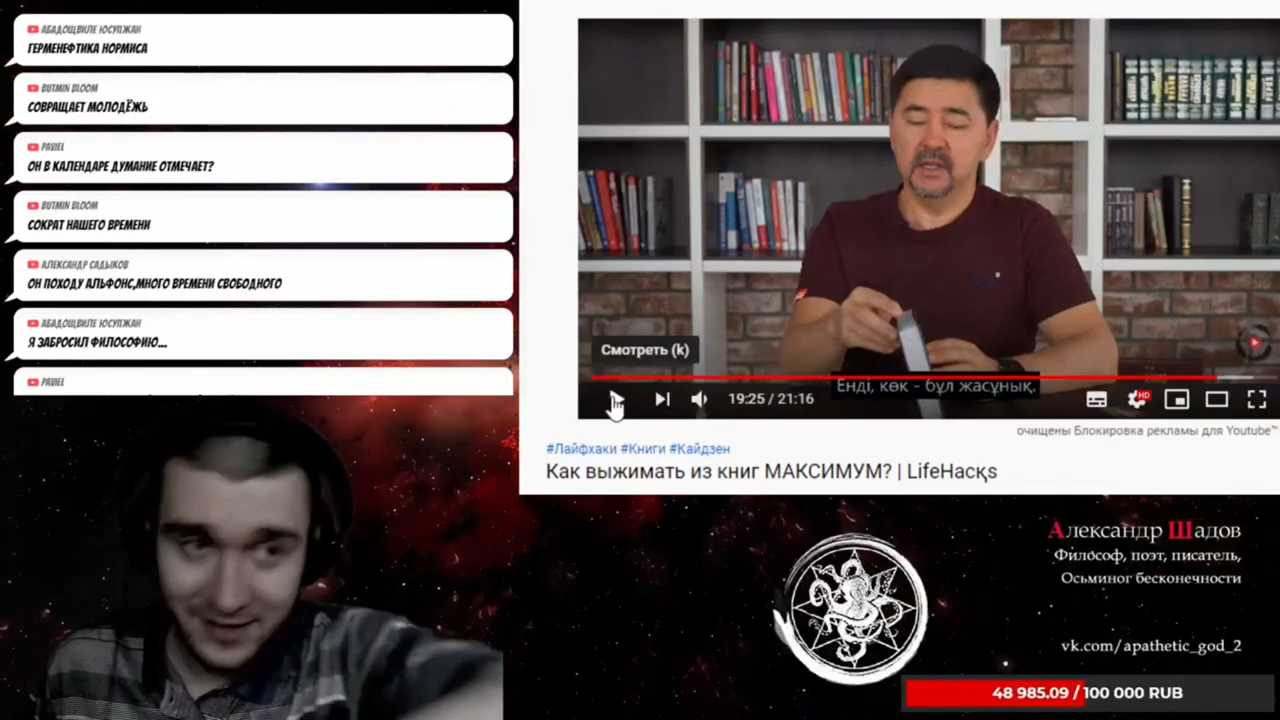 АБАДОЩВИЛЕ ЮСУПЖАН
ГЕРМЕНЕФТИКА НОРМИСА
BUTMIN BLOOM
СОВРАЩАЕТ МОЛОДЁЖЬ
PAVIEL
ОН В КАЛЕНДАРЕ ДУМАНИЕ ОТМЕЧАЕТ?
BUTMIN BLOOM
СОКРАТ НАШЕГО ВРЕМЕНИ
АЛЕКСАНДР САДЫКОВ
ОН ПОХОДУ АЛЬФОНС,МНОГО ВРЕМЕНИ СВОБОДНОГО
АБАДОЩВИЛЕ ЮСУПЖАН
Я ЗАБРОСИЛ ФИЛОСОФИЮ...
PAVIEL
Смотреть (k)
Енді, көк - бұл жасұнық.
19:25 / 21:16
HD
очищены Блокировка рекламы для Youtube™
#Лайфхаки #Книги #Кайдзен
Как выжимать из книг МАКСИМУМ? | LifeHacқs
Александр Шадов
Философ, поэт, писатель,
Осьминог бесконечности
vk.com/apathetic_god_2
48 985.09 / 100 000 RUB